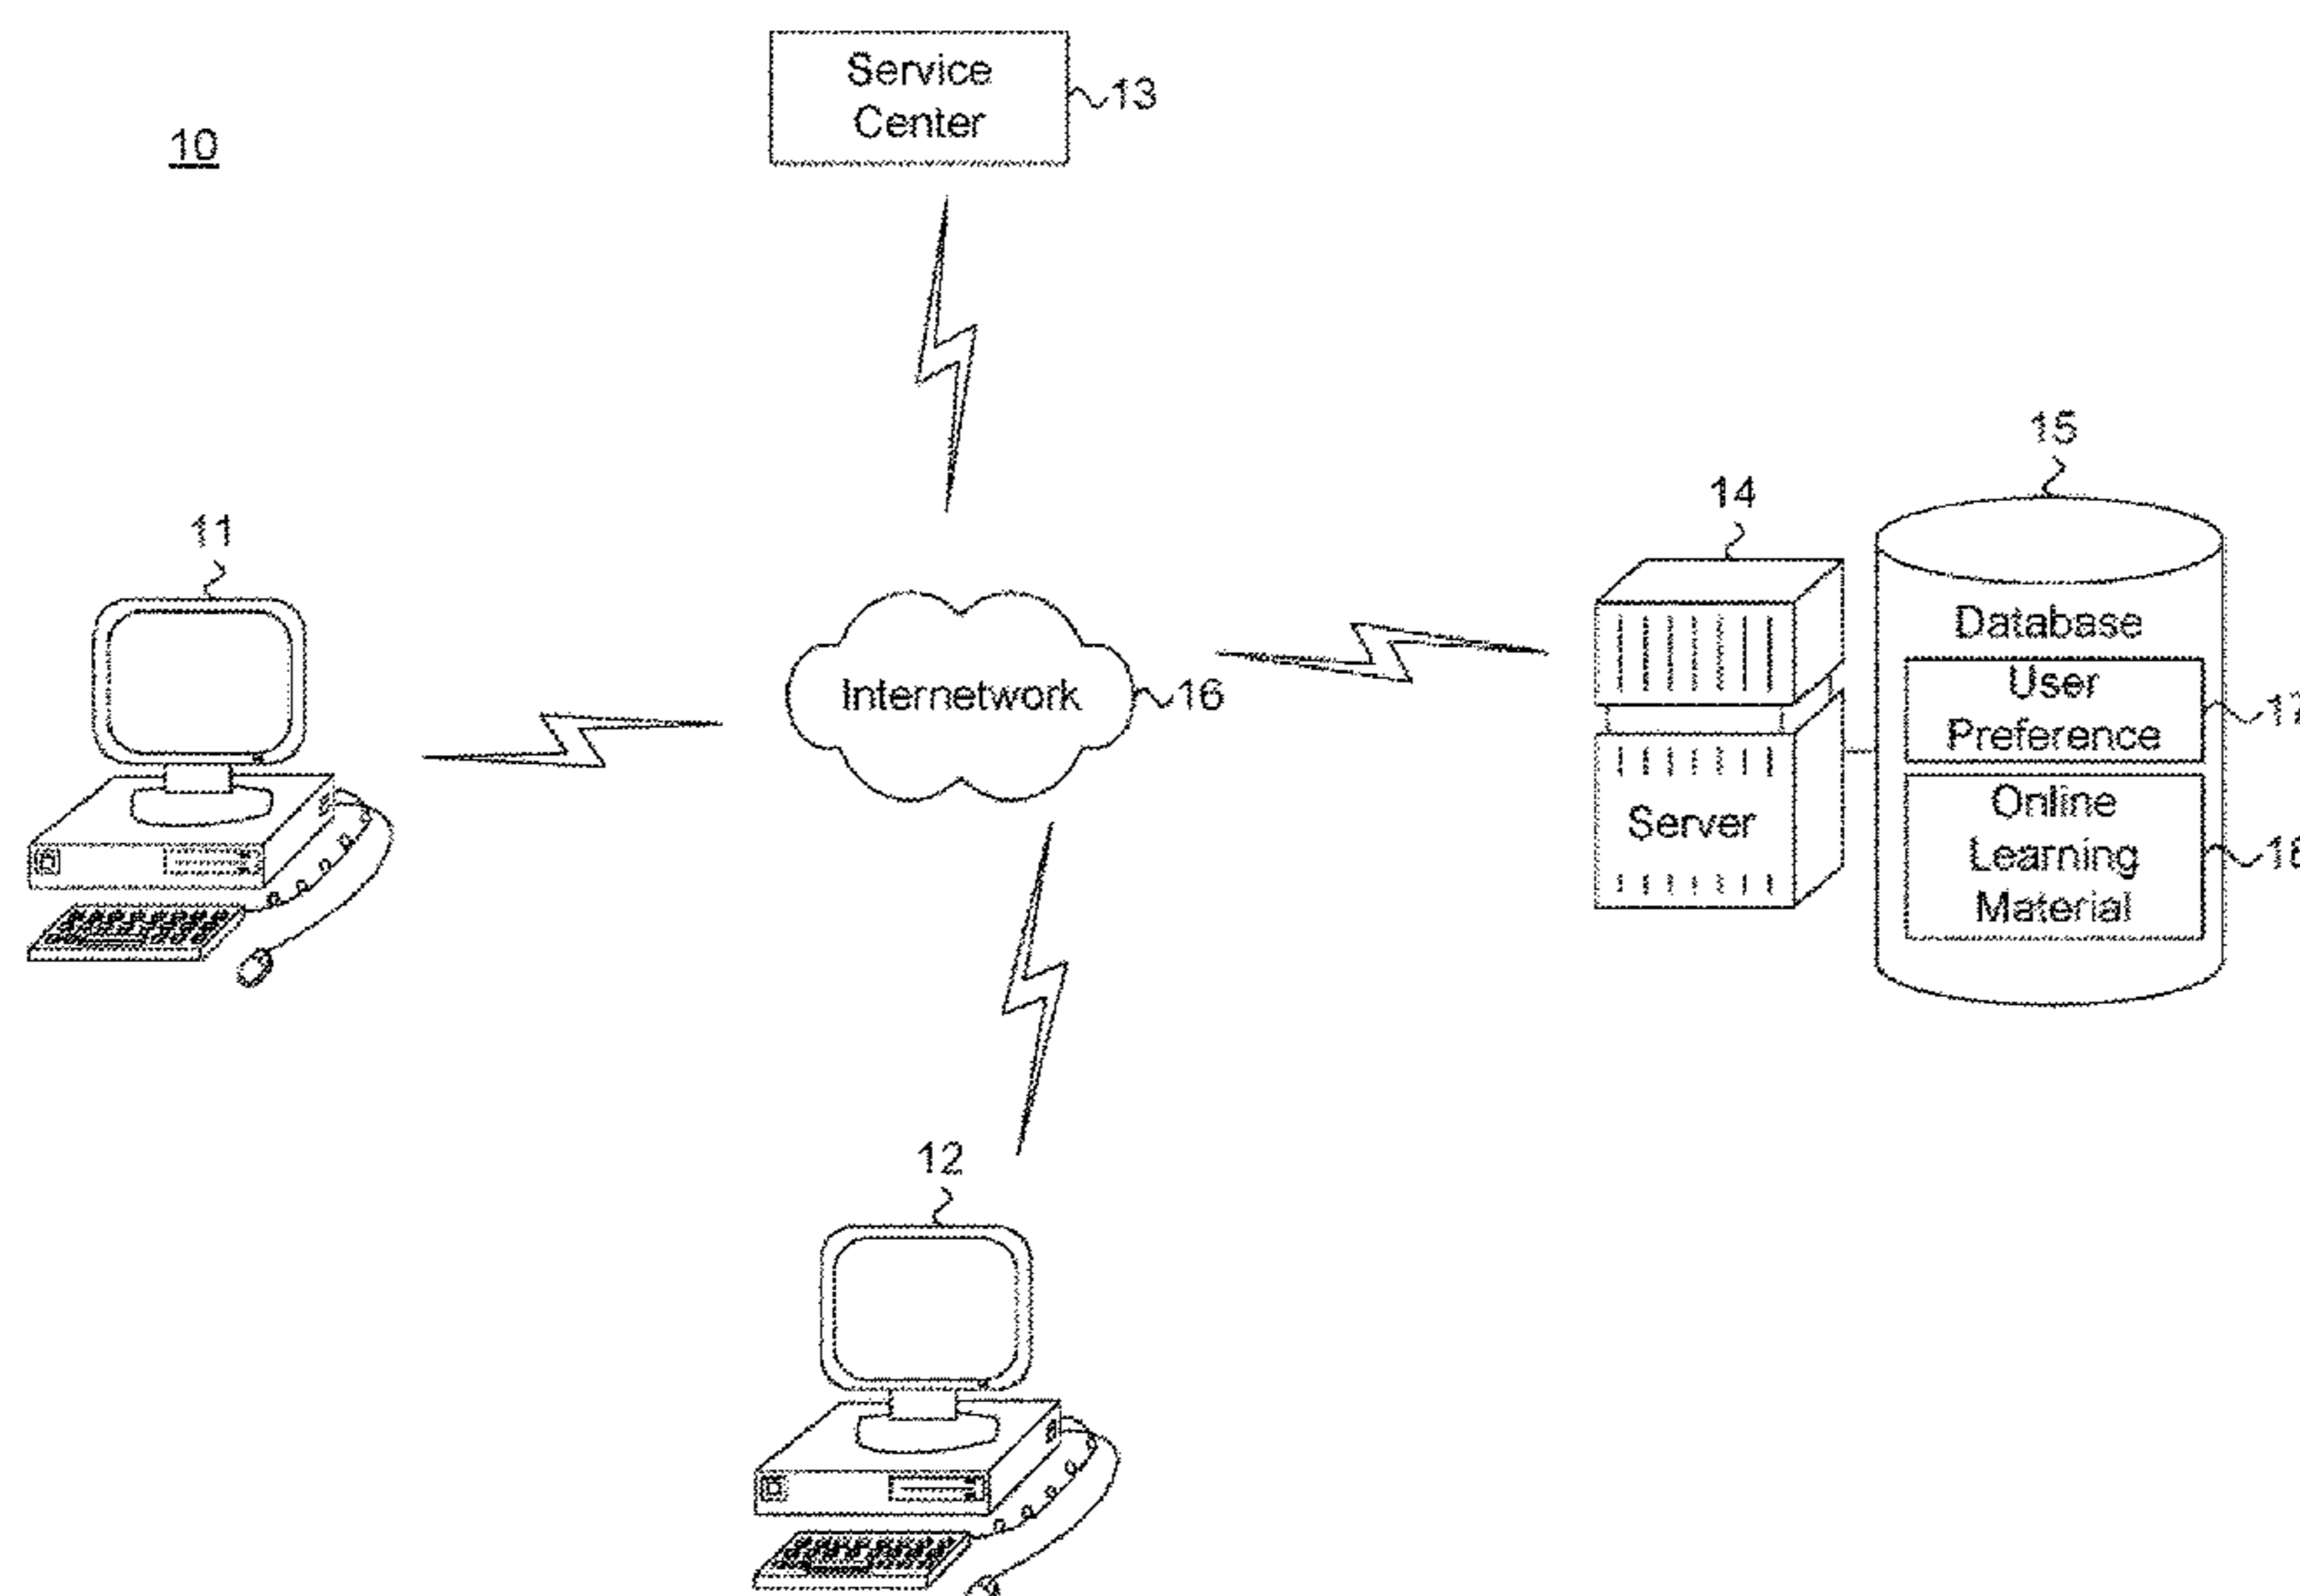 10
Service
Center
13
11
Internetwork
16
14
Server
15
Database
User
Preference
Online
Learning
Material
12